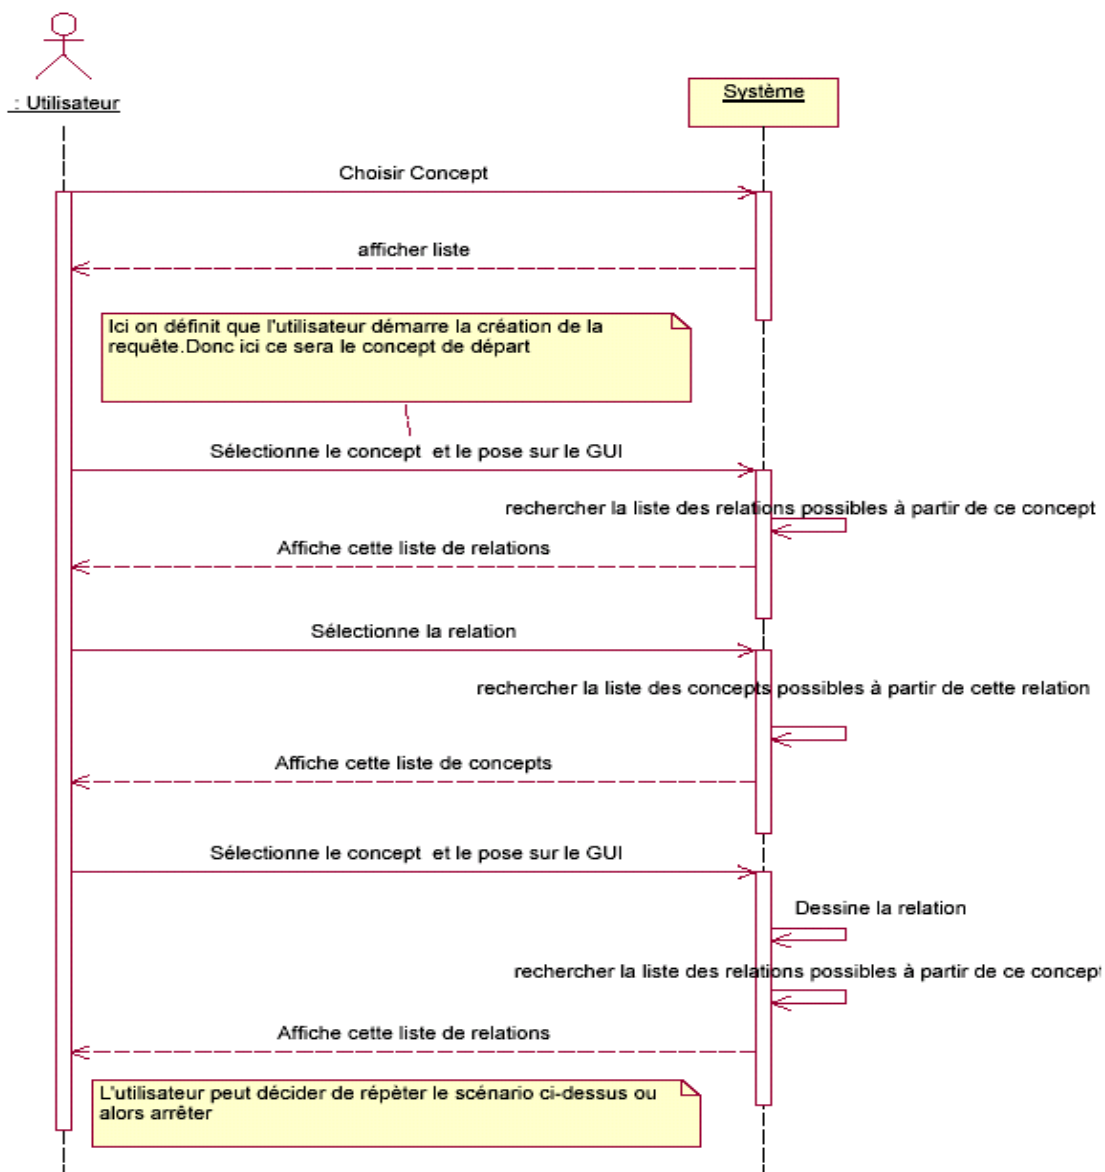 : Utilisateur
Système
Choisir Concept
afficher liste
Ici on définit que l'utilisateur démarre la création de la
requête.Donc ici ce sera le concept de départ
Sélectionne le concept et le pose sur le GUI
rechercher la liste des relations possibles à partir de ce concept
Affiche cette liste de relations
Sélectionne la relation
rechercher la liste des concepts possibles à partir de cette relation
Affiche cette liste de concepts
Sélectionne le concept et le pose sur le GUI
Dessine la relation
rechercher la liste des relations possibles à partir de ce concep
Affiche cette liste de relations
L'utilisateur peut décider de répèter le scénario ci-dessus ou
alors arrêter